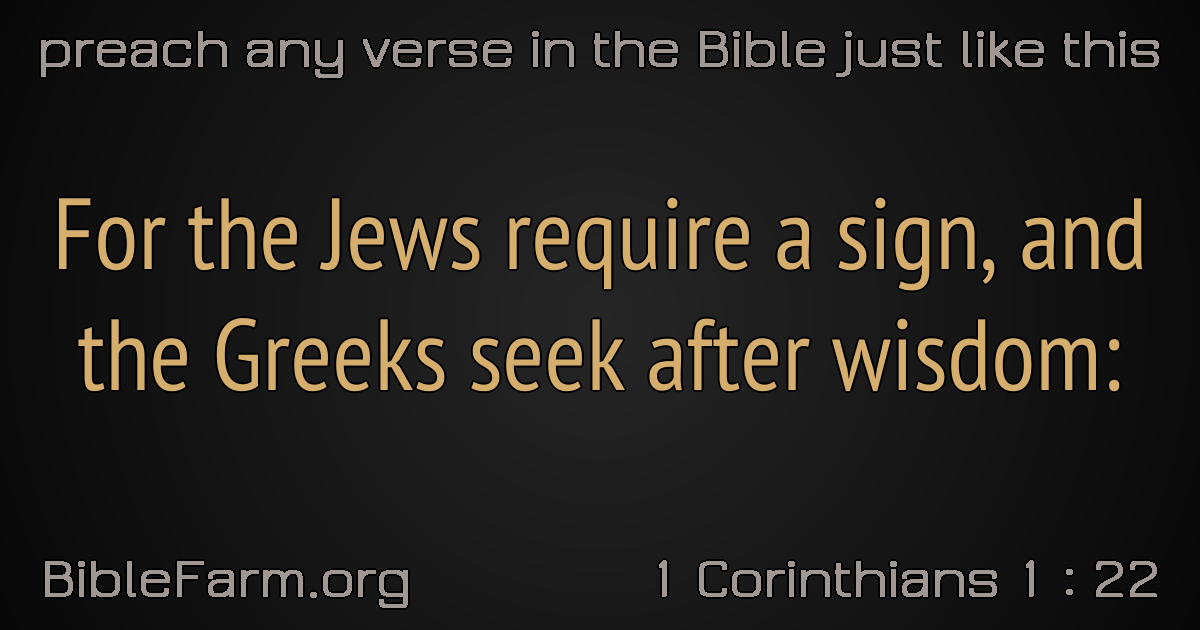 preach any verse in the Bible just like this
For the Jews require a sign, and
the Greeks seek after wisdom:
BibleFarm.org
1 Corinthians 1 : 22